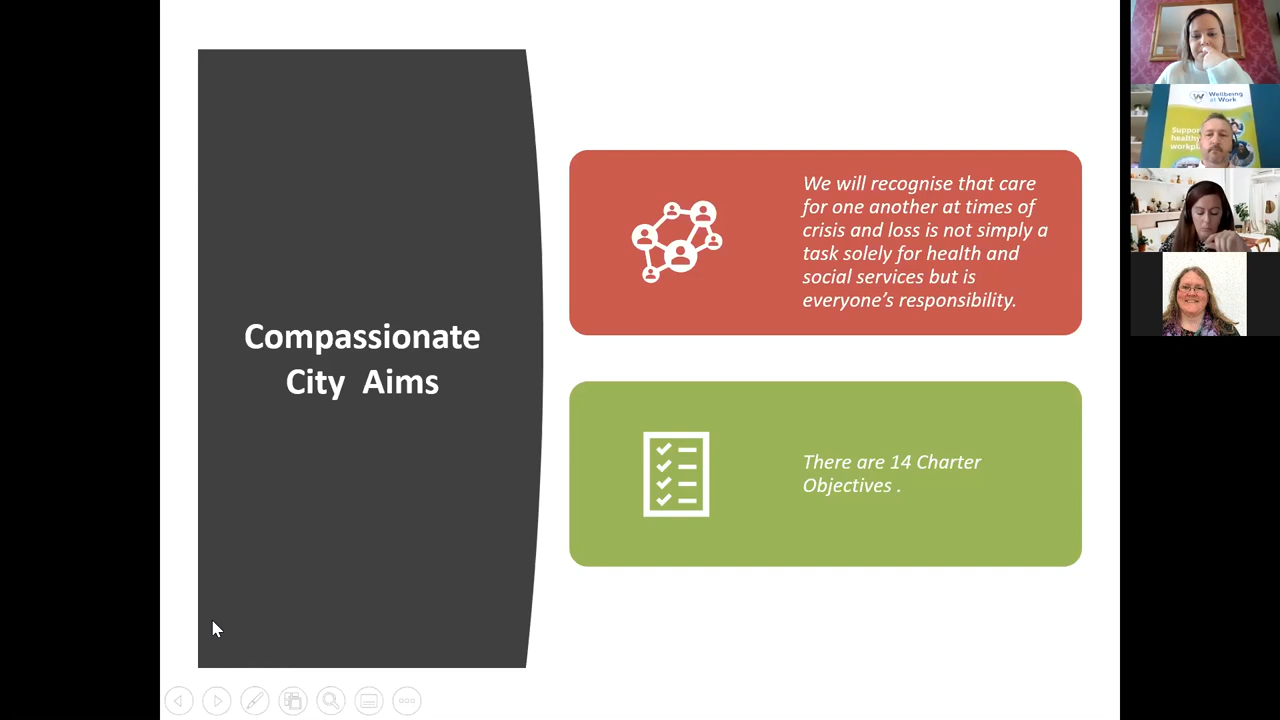 Compassionate
City Aims
We will recognise that care
for one another at times of
crisis and loss is not simply a
task solely for health and
social services but is
everyone’s responsibility.
There are 14 Charter
Objectives .
Wellbeing
at Work
healthy